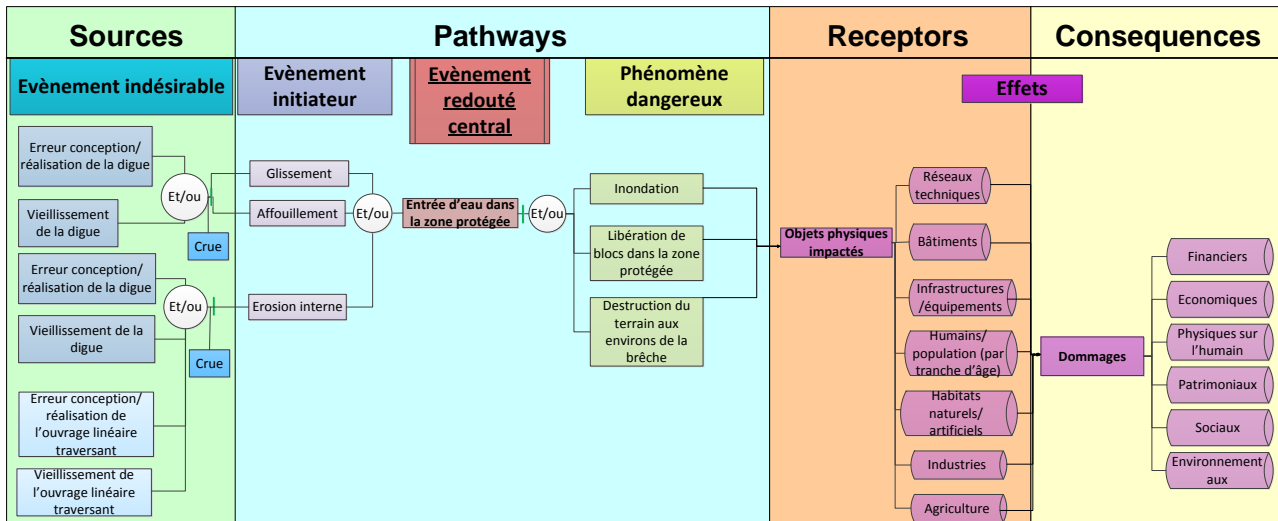 Sources
Pathways
Receptors
Consequences
Evènement indésirable
Evènement
initiateur
Evènement
redouté
central
Phénomène
dangereux
Effets
Erreur conception/
réalisation de la digue
Et/ou
Vieillissement
de la digue
Crue
Erreur conception/
réalisation de la digue
Et/ou
Vieillissement de la
digue
Crue
Erreur conception/
réalisation de
l'ouvrage linéaire
traversant
Vieillissement de
l'ouvrage linéaire
traversant
Glissement
Affouillement
Erosion interne
Et/ou
Entrée d'eau dans
la zone protégée
Et/ou
Inondation
Libération de
blocs dans la zone
protégée
Destruction du
terrain aux
environs de la
brêche
Objets physiques
impactés
Réseaux
techniques
Bâtiments
Infrastructures
/équipements
Humains/
population (par
tranche d'âge)
Habitats
naturels/
artificiels
Industries
Agriculture
Dommages
Financiers
Economiques
Physiques sur
l'humain
Patrimoniaux
Sociaux
Environnement
aux